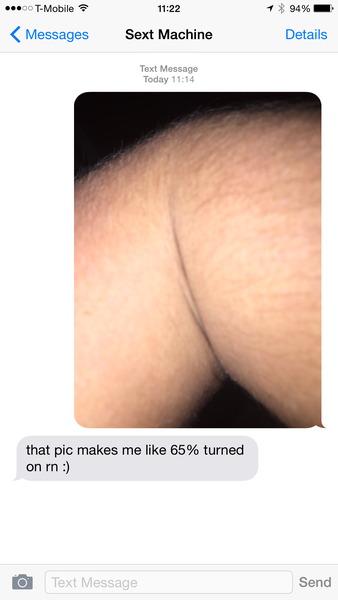 T-Mobile 11:22 94%
Messages Sext Machine Details
Text Message
Today 11:14
that pic makes me like 65% turned
on rn :)
Text Message Send